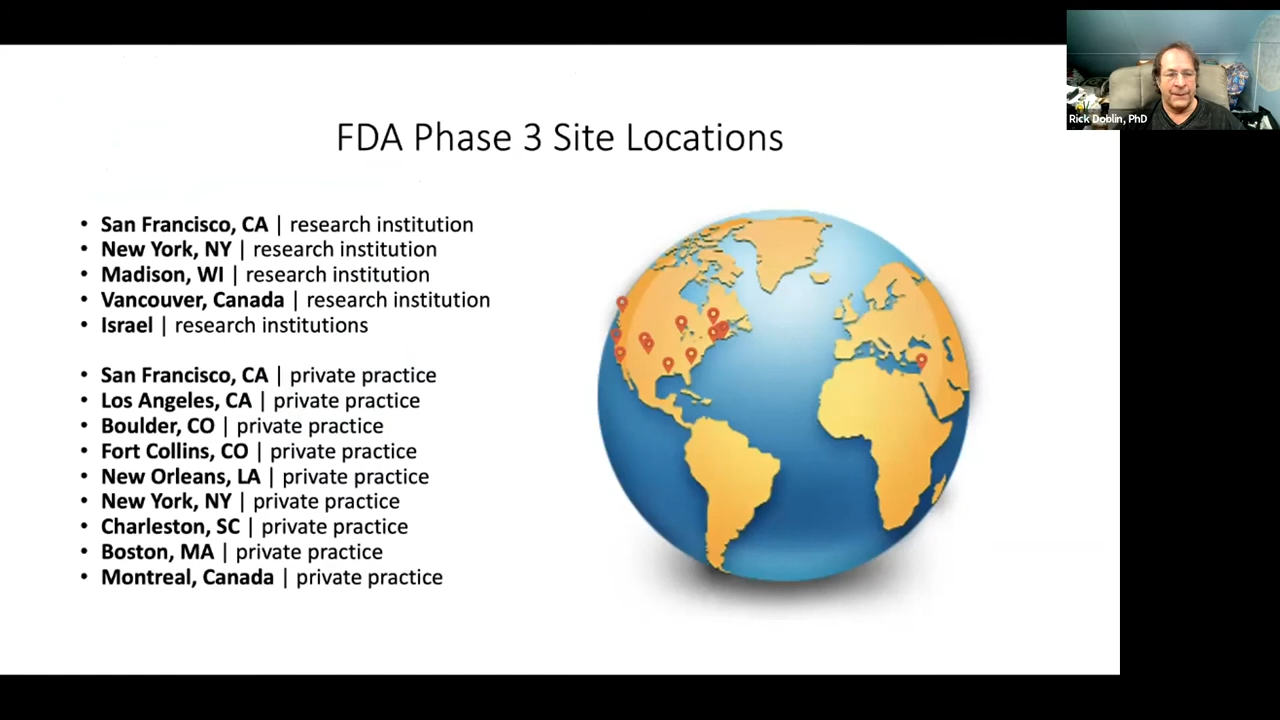 Rick Doblin, PhD
FDA Phase 3 Site Locations
• San Francisco, CA | research institution
• New York, NY | research institution
• Madison, WI | research institution
• Vancouver, Canada | research institution
• Israel | research institutions
• San Francisco, CA | private practice
• Los Angeles, CA | private practice
• Boulder, CO | private practice
• Fort Collins, CO | private practice
• New Orleans, LA | private practice
• New York, NY | private practice
• Charleston, SC | private practice
• Boston, MA | private practice
• Montreal, Canada | private practice